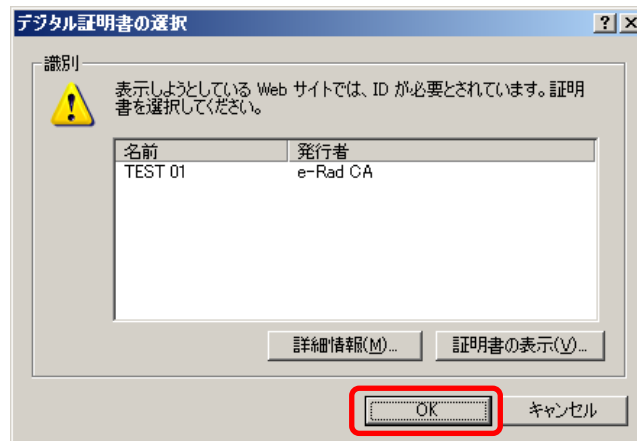 デジタル証明書の選択
識別
表示しようとしている Web サイトでは、ID が必要とされています。証明
書を選択してください。
名前 発行者
TEST 01 e-Rad CA
詳細情報(M)... 証明書の表示(V)...
OK キャンセル